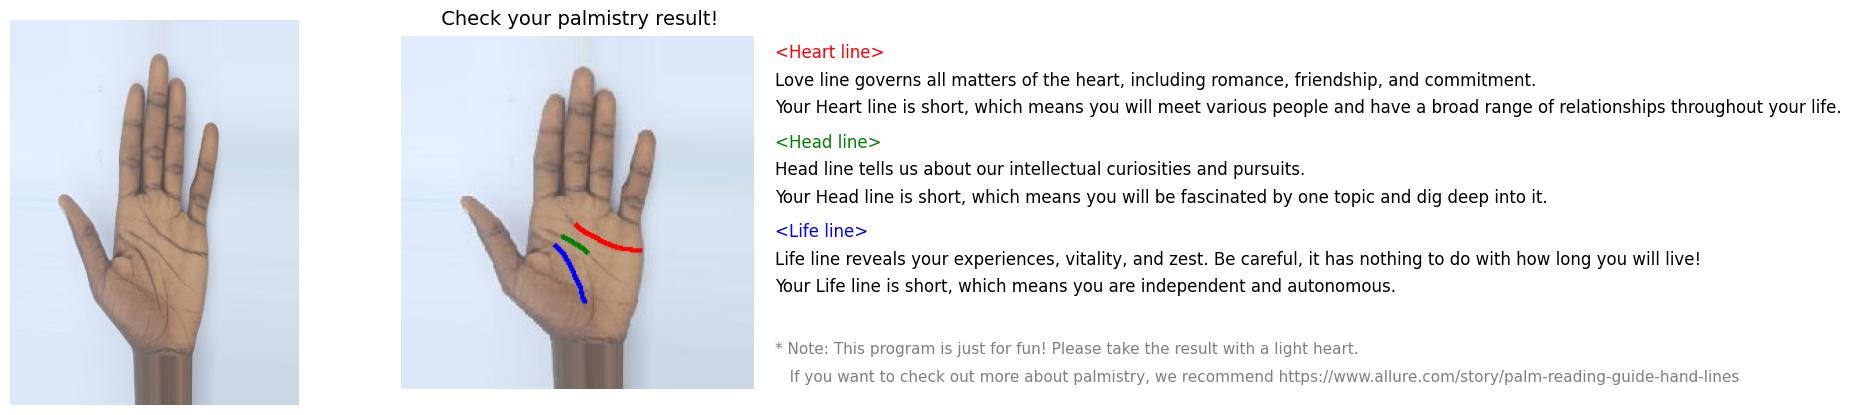 Check your palmistry result!
<Heart line>
Love line governs all matters of the heart, including romance, friendship, and commitment.
Your Heart line is short, which means you will meet various people and have a broad range of relationships throughout your life.
<Head line>
Head line tells us about our intellectual curiosities and pursuits.
Your Head line is short, which means you will be fascinated by one topic and dig deep into it.
<Life line>
Life line reveals your experiences, vitality, and zest. Be careful, it has nothing to do with how long you will live!
Your Life line is short, which means you are independent and autonomous.
* Note: This program is just for fun! Please take the result with a light heart.
If you want to check out more about palmistry, we recommend https://www.allure.com/story/palm-reading-guide-hand-lines